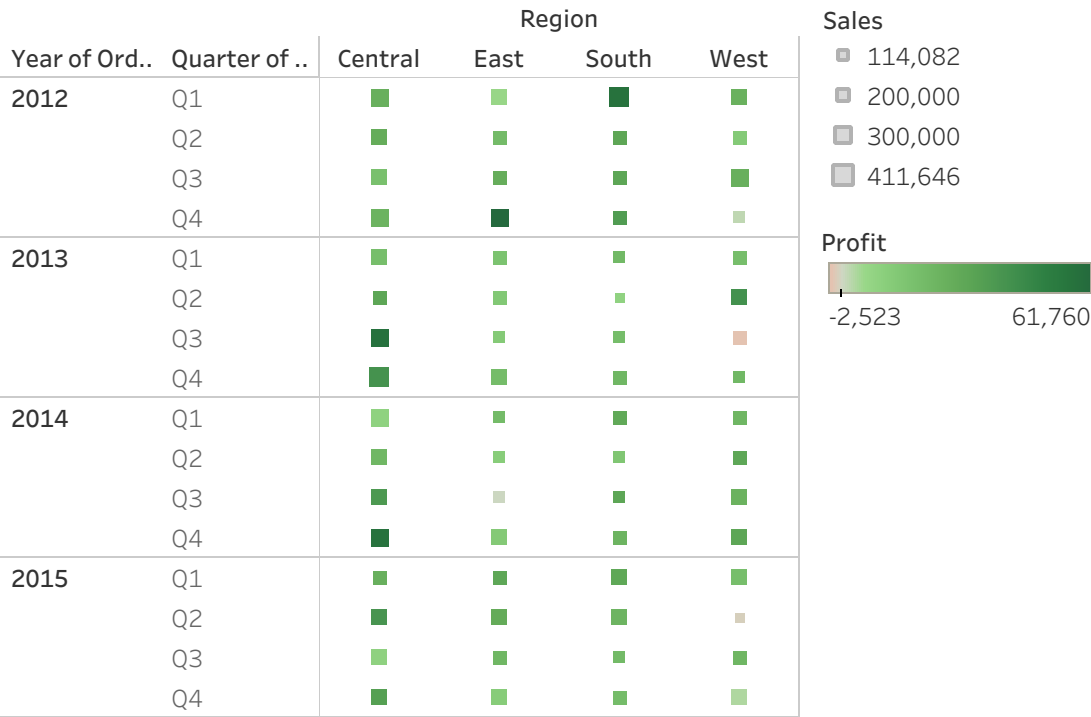 Region
Year of Ord.. Quarter of .. Central East South West
2012 Q1
Q2
Q3
Q4
2013 Q1
Q2
Q3
Q4
2014 Q1
Q2
Q3
Q4
2015 Q1
Q2
Q3
Q4
Sales
114,082
200,000
300,000
411,646
Profit
-2,523 61,760